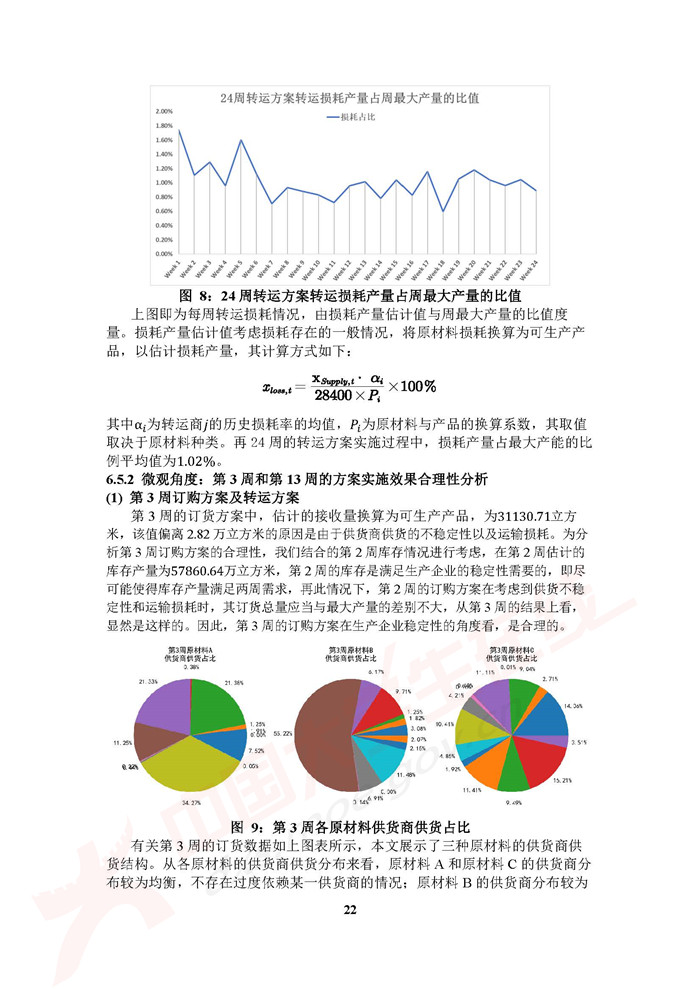 24周转运方案转运损耗产量占周最大产量的比值
损耗占比
2.00%
1.80%
1.60%
1.40%
1.20%
1.00%
0.80%
0.60%
0.40%
0.20%
0.00%
Week 1 Week 2 Week 3 Week 4 Week 5 Week 6 Week 7 Week 8 Week 9 Week 10 Week 11 Week 12 Week 13 Week 14 Week 15 Week 16 Week 17 Week 18 Week 19 Week 20 Week 21 Week 22 Week 23 Week 24
图 8：24 周转运方案转运损耗产量占周最大产量的比值
上图即为每周转运损耗情况，由损耗产量估计值与周最大产量的比值度
量。损耗产量估计值考虑损耗存在的一般情况，将原材料损耗换算为可生产产
品，以估计损耗产量，其计算方式如下：
x_{loss,t} = \frac{x_{Supply,t} · α_i}{28400 × P_i} × 100%
其中α_i为转运商j的历史损耗率的均值，P_i为原材料与产品的换算系数，其取值
取决于原材料种类。再 24 周的转运方案实施过程中，损耗产量占最大产能的比
例平均值为1.02%。
6.5.2 微观角度：第 3 周和第 13 周的方案实施效果合理性分析
(1) 第 3 周订购方案及转运方案
第 3 周的订货方案中，估计的接收量换算为可生产产品，为31130.71立方
米，该值偏离 2.82 万立方米的原因是由于供货商供货的不稳定性以及运输损耗。为分
析第 3 周订购方案的合理性，我们结合的第 2 周库存情况进行考虑，在第 2 周估计的
库存产量为57860.64万立方米，第 2 周的库存是满足生产企业的稳定性需要的，即尽
可能使得库存产量满足两周需求，再此情况下，第 2 周的订购方案在考虑到供货不稳
定性和运输损耗时，其订货总量应当与最大产量的差别不大，从第 3 周的结果上看，
显然是这样的。因此，第 3 周的订购方案在生产企业稳定性的角度看，是合理的。
第3周原材料A
供货商供货占比
0.38%
21.38%
1.25%
7.52%
0.05%
34.27%
11.25%
21.33%
第3周原材料B
供货商供货占比
6.17%
9.71%
1.25%
1.82%
3.08%
2.07%
2.15%
11.48%
0.00%
6.91%
55.22%
第3周原材料C
供货商供货占比
0.01%
9.04%
2.71%
14.36%
3.51%
15.21%
9.49%
11.41%
1.92%
4.85%
10.41%
4.21%
11.11%
图 9：第 3 周各原材料供货商供货占比
有关第 3 周的订货数据如上图表所示，本文展示了三种原材料的供货商供
货结构。从各原材料的供货商供货分布来看，原材料 A 和原材料 C 的供货商分
布较为均衡，不存在过度依赖某一供货商的情况；原材料 B 的供货商分布较为
22